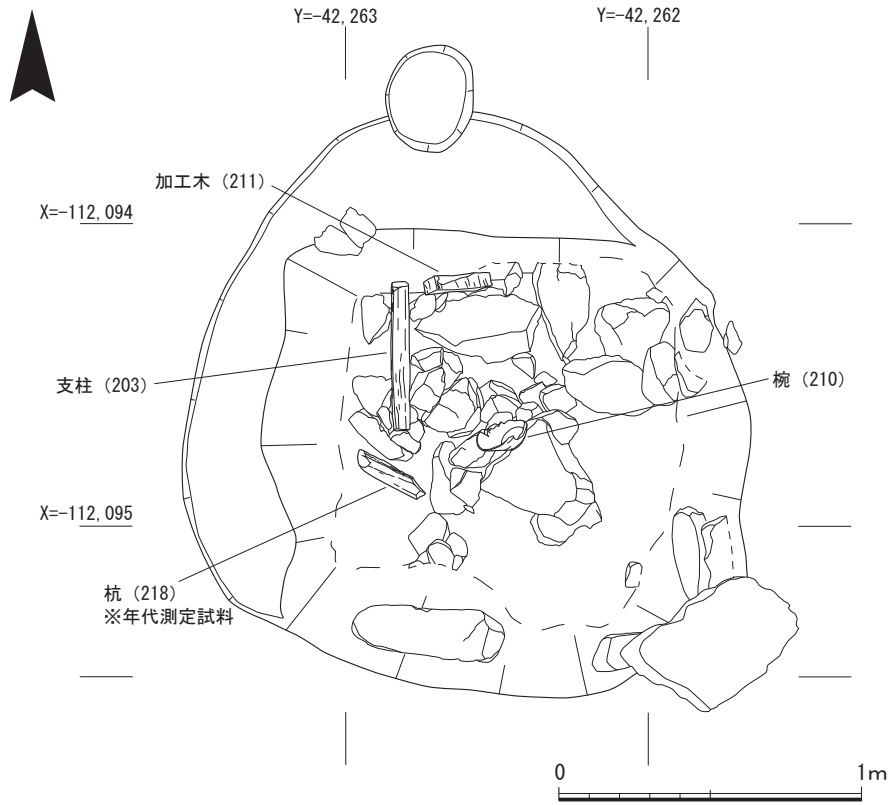 Y=-42,263
Y=-42,262
加工木（211）
X=-112,094
支柱（203）
椀（210）
X=-112,095
杭（218）
※年代測定試料
0
1m